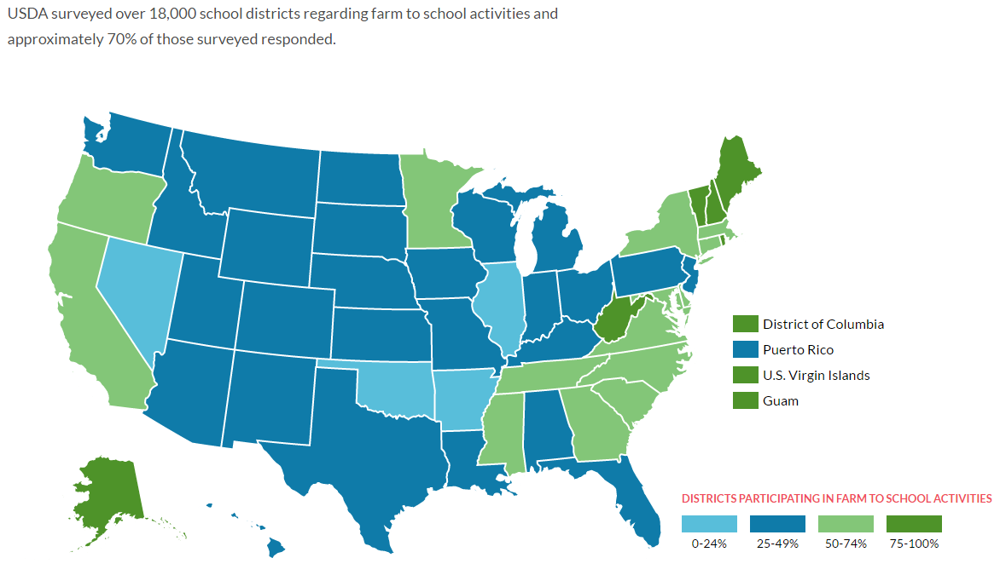 USDA surveyed over 18,000 school districts regarding farm to school activities and
approximately 70% of those surveyed responded.
District of Columbia
Puerto Rico
U.S. Virgin Islands
Guam
DISTRICTS PARTICIPATING IN FARM TO SCHOOL ACTIVITIES
0-24% 25-49% 50-74% 75-100%